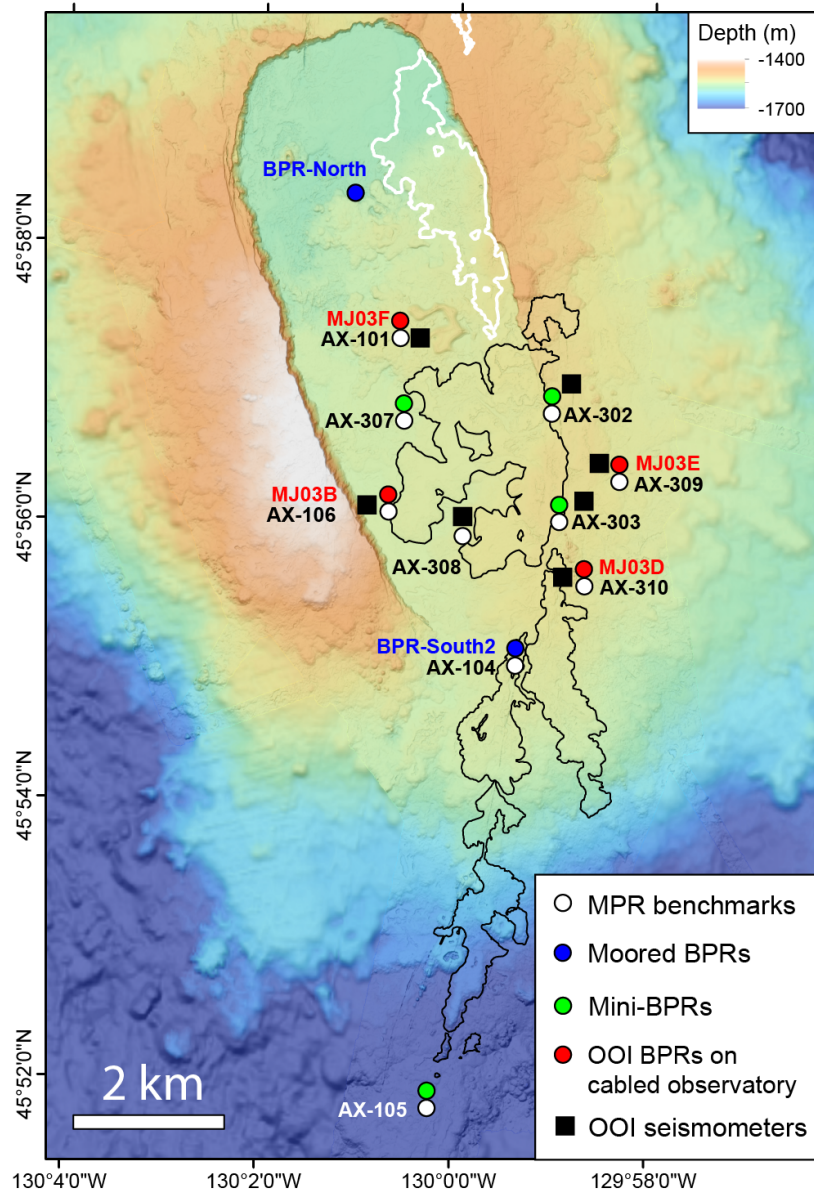 Depth (m)
-1400
-1700
BPR-North
45°58'0"N
MJ03F
AX-101
AX-307
AX-302
MJ03E
AX-309
MJ03B
AX-106
45°56'0"N
AX-303
AX-308
MJ03D
AX-310
BPR-South2
AX-104
45°54'0"N
MPR benchmarks
Moored BPRs
Mini-BPRs
OOI BPRs on
cabled observatory
OOI seismometers
45°52'0"N
2 km
AX-105
130°4'0"W
130°2'0"W
130°0'0"W
129°58'0"W